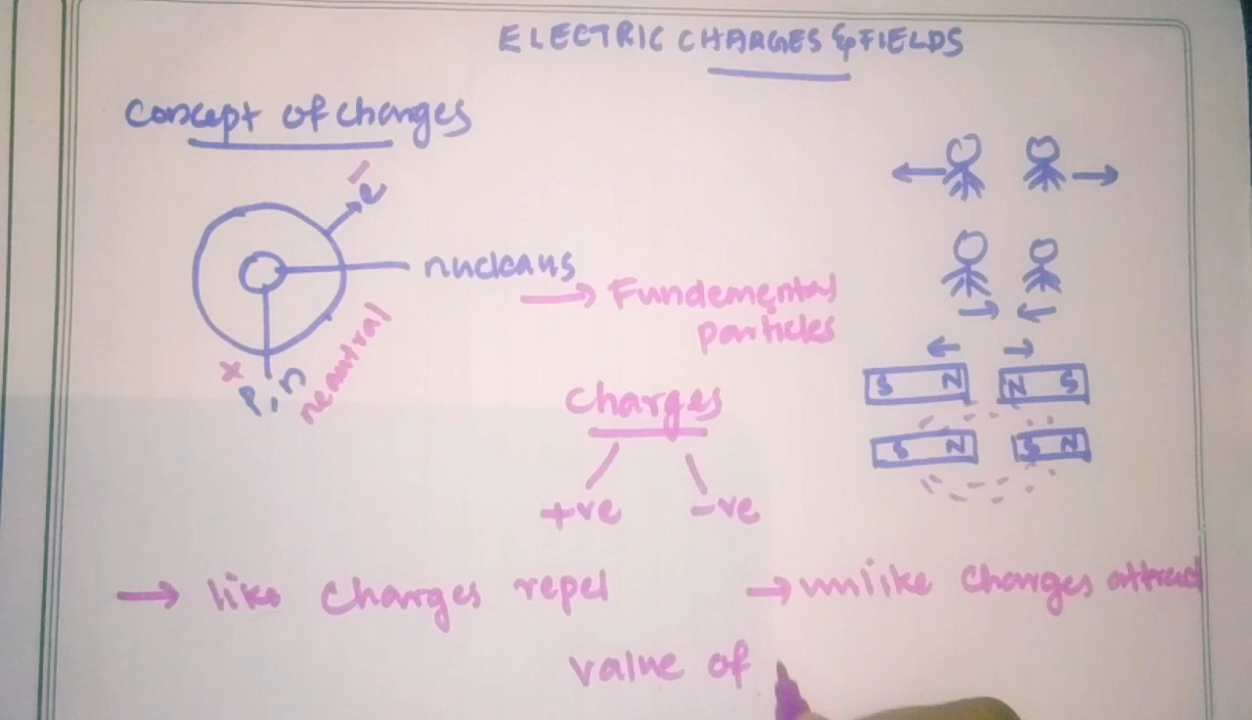 ELECTRIC CHARGES & FIELDS
Concept of charges
e-
nucleaus
→ Fundemental
particles
+
P, n
neautral
S N N S
S N S N
Charges
+ve -ve
→ like charges repel
→ unlike charges attract
value of